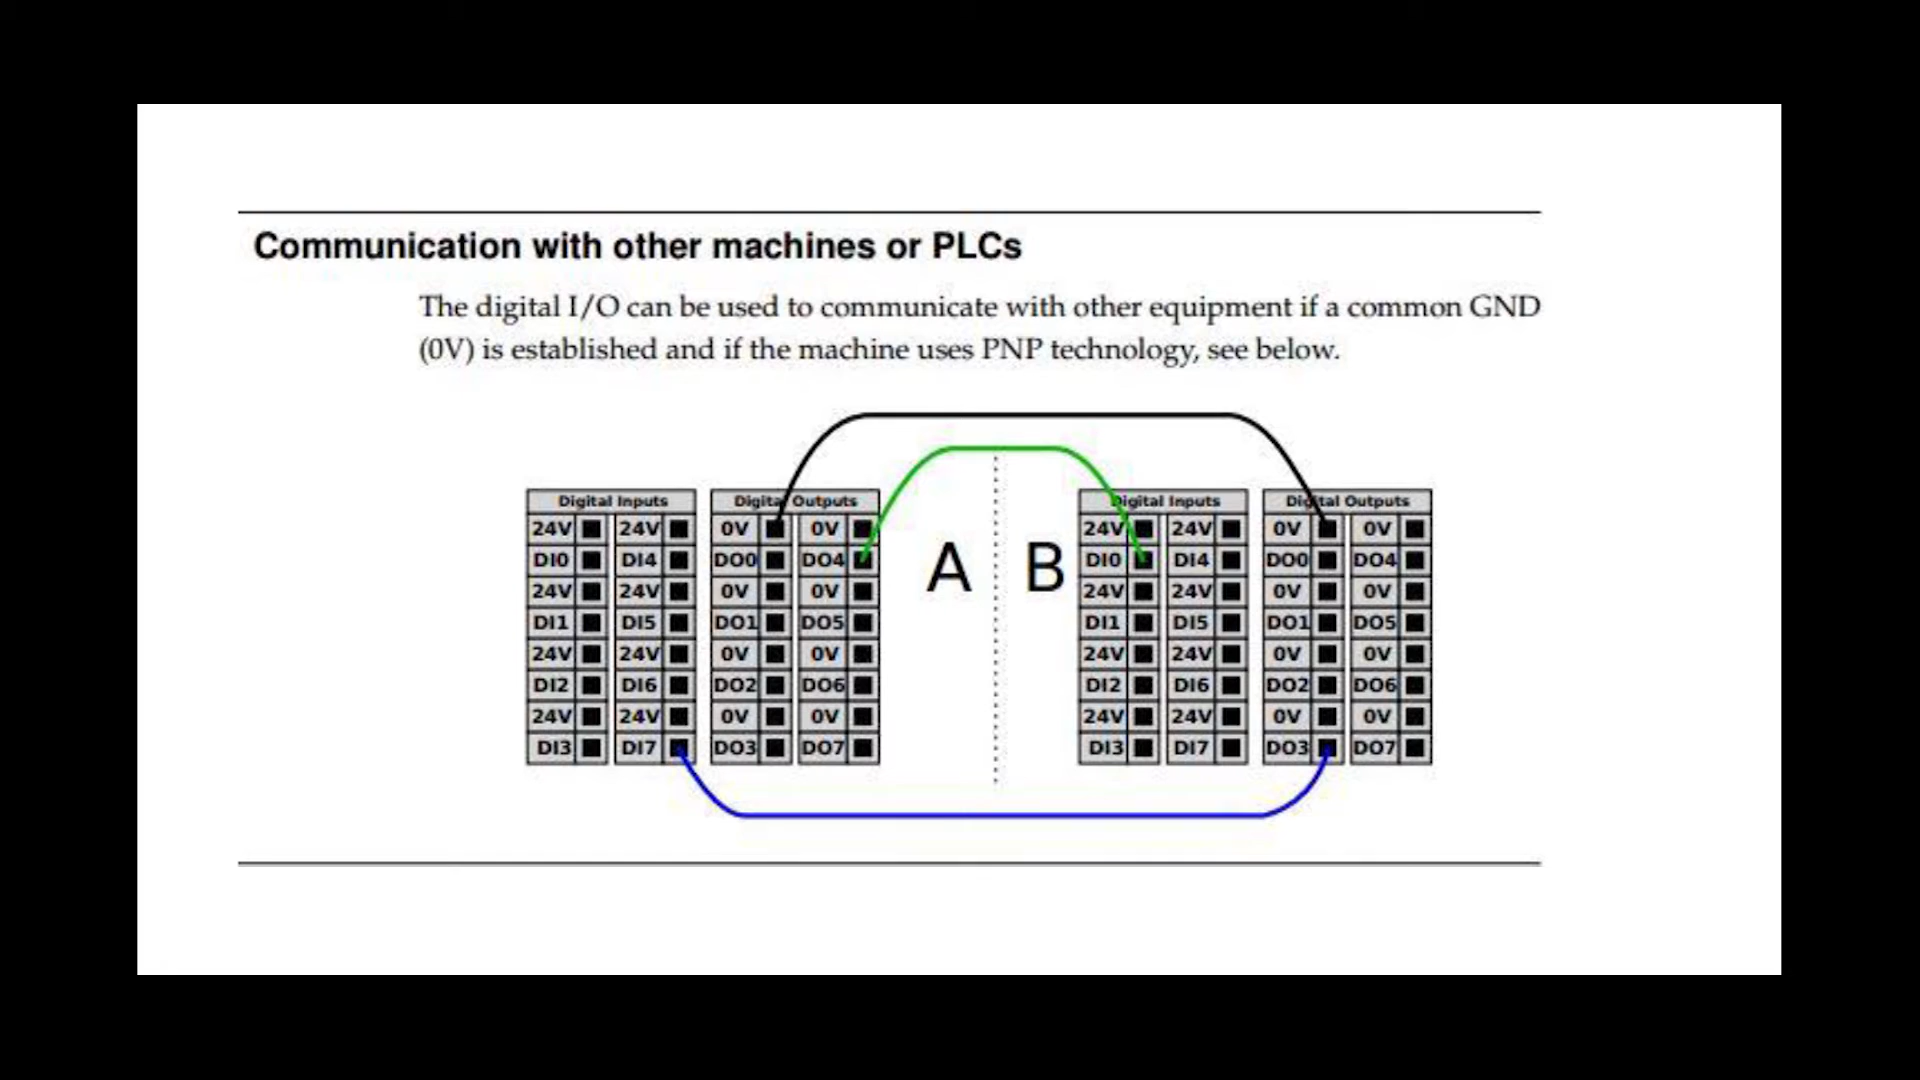 Communication with other machines or PLCs
The digital I/O can be used to communicate with other equipment if a common GND
(0V) is established and if the machine uses PNP technology, see below.
Digital Inputs Digital Outputs Digital Inputs Digital Outputs
24V 24V 0V 0V A B 24V 24V 0V 0V
DI0 DI4 DO0 DO4 DI0 DI4 DO0 DO4
24V 24V 0V 0V 24V 24V 0V 0V
DI1 DI5 DO1 DO5 DI1 DI5 DO1 DO5
24V 24V 0V 0V 24V 24V 0V 0V
DI2 DI6 DO2 DO6 DI2 DI6 DO2 DO6
24V 24V 0V 0V 24V 24V 0V 0V
DI3 DI7 DO3 DO7 DI3 DI7 DO3 DO7